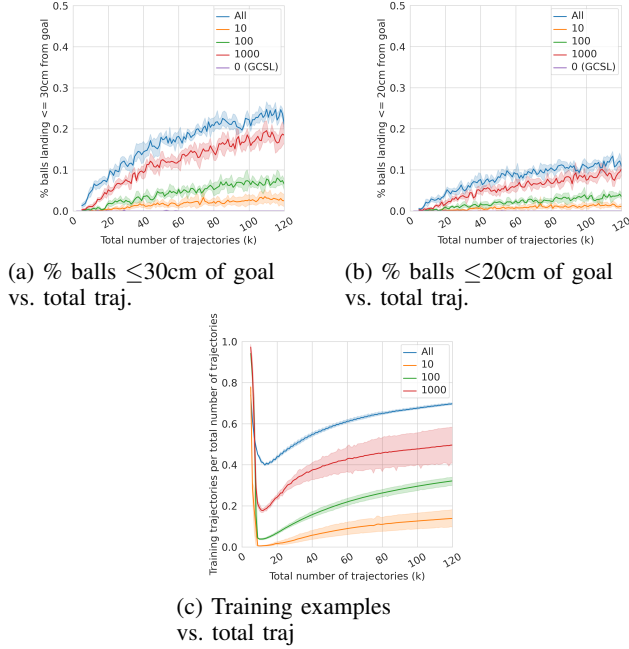 % balls landing <= 30cm from goal
0.5
0.4
0.3
0.2
0.1
0.0
All
10
100
1000
0 (GCSL)
0 20 40 60 80 100 120
Total number of trajectories (k)
(a) % balls ≤30cm of goal
vs. total traj.
% balls landing <= 20cm from goal
0.5
0.4
0.3
0.2
0.1
0.0
All
10
100
1000
0 (GCSL)
0 20 40 60 80 100 120
Total number of trajectories (k)
(b) % balls ≤20cm of goal
vs. total traj.
Training trajectories per total number of trajectories
1.0
0.8
0.6
0.4
0.2
0.0
All
10
100
1000
0 20 40 60 80 100 120
Total number of trajectories (k)
(c) Training examples
vs. total traj